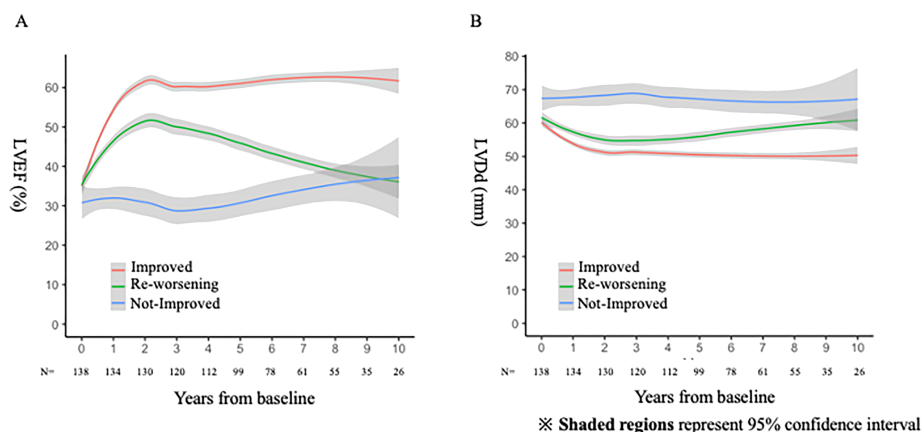 A
LVEF (%)
60
50
40
30
20
10
0
Improved
Re-worsening
Not-Improved
0 1 2 3 4 5 6 7 8 9 10
N= 138 134 130 120 112 99 78 61 55 35 26
Years from baseline
B
LVDd (mm)
80
70
60
50
40
30
20
10
0
Improved
Re-worsening
Not-Improved
0 1 2 3 4 5 6 7 8 9 10
N= 138 134 130 120 112 99 78 61 55 35 26
Years from baseline
※ Shaded regions represent 95% confidence interval